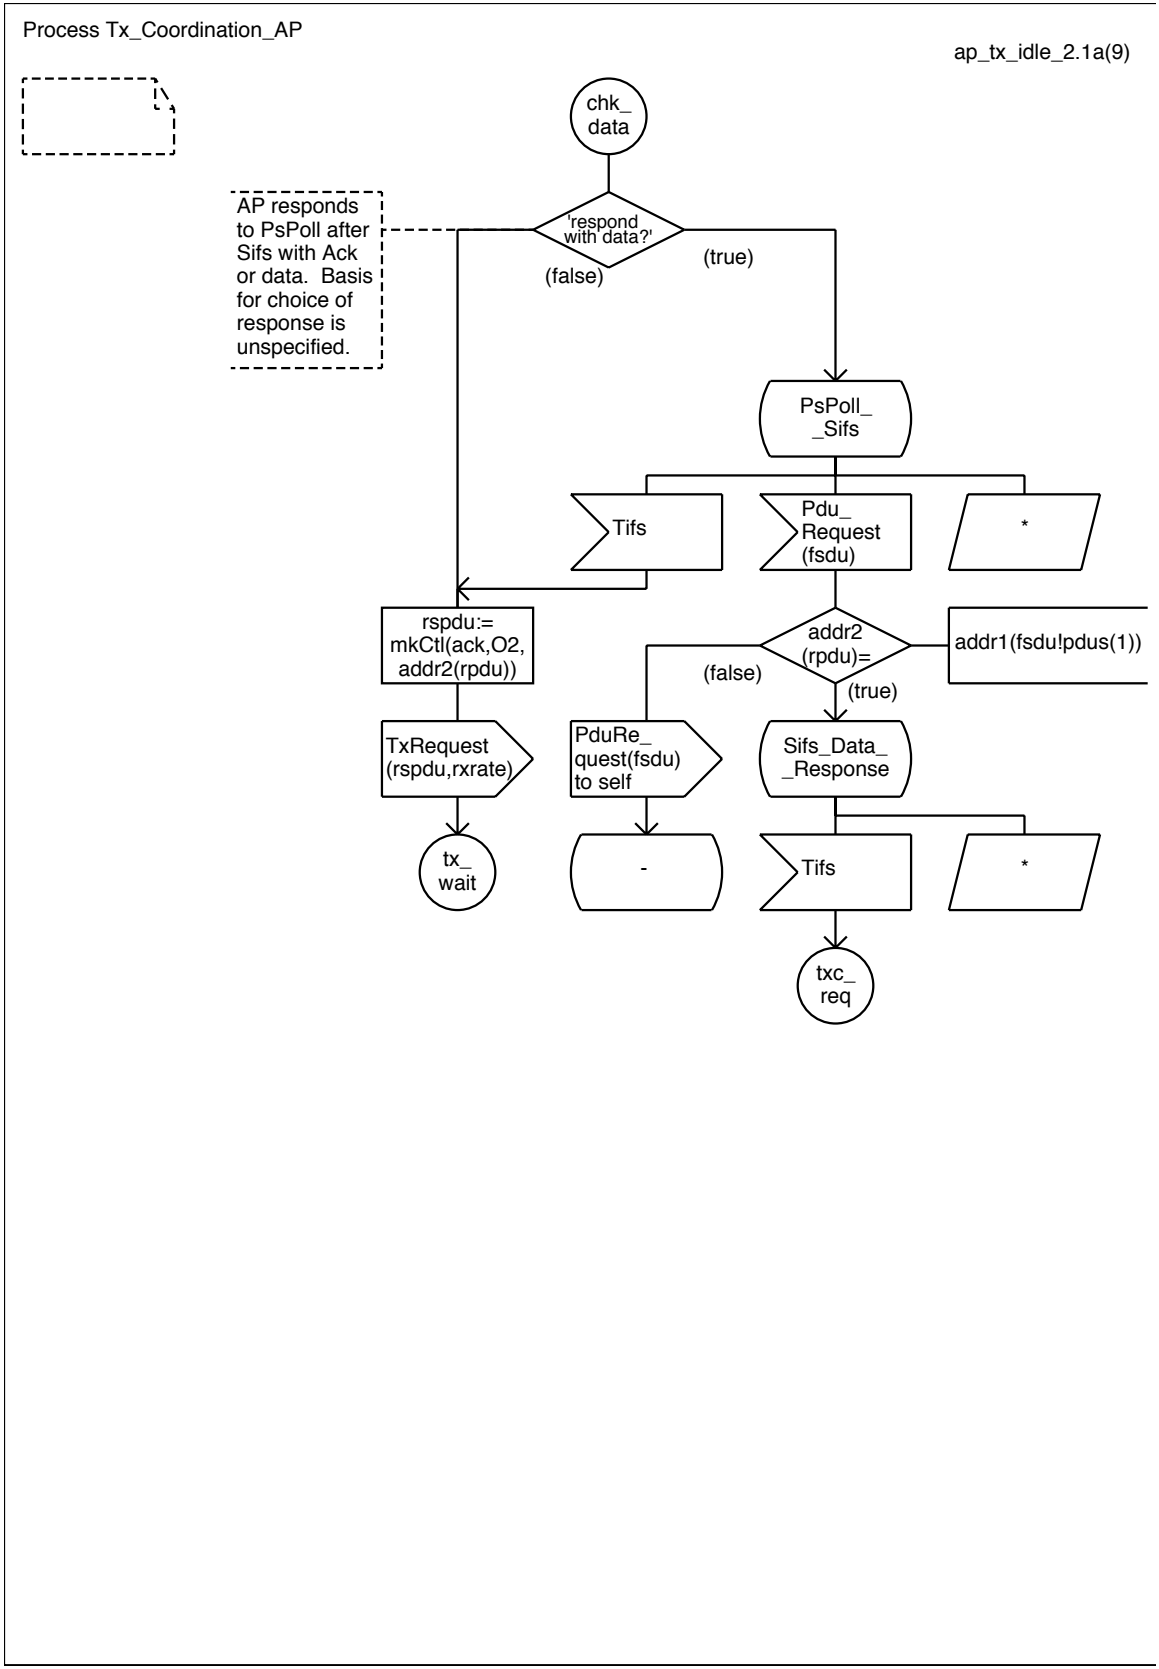 Process Tx_Coordination_AP
ap_tx_idle_2.1a(9)
chk_
data
AP responds
to PsPoll after
Sifs with Ack
or data.  Basis
for choice of
response is
unspecified.
'respond
with data?'
(false)
(true)
PsPoll_
_Sifs
Tifs
Pdu_
Request
(fsdu)
*
rspdu:=
mkCtl(ack,O2,
addr2(rpdu))
addr2
(rpdu)=
addr1(fsdu!pdus(1))
(false)
(true)
TxRequest
(rspdu,rxrate)
PduRe_
quest(fsdu)
to self
Sifs_Data_
_Response
tx_
wait
-
Tifs
*
txc_
req